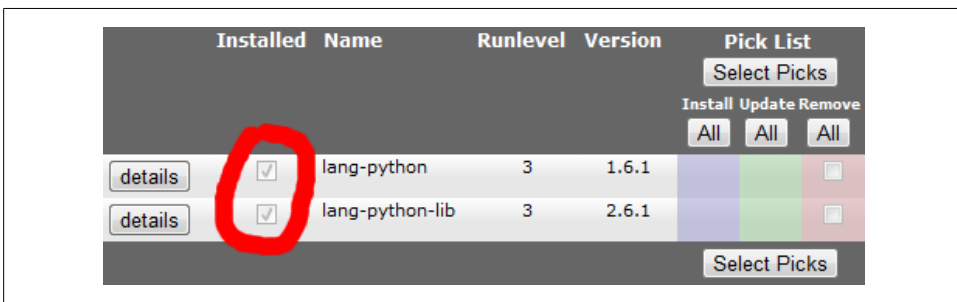 Installed Name Runlevel Version Pick List
Select Picks
Install Update Remove
All All All
details lang-python 3 1.6.1
details lang-python-lib 3 2.6.1
Select Picks